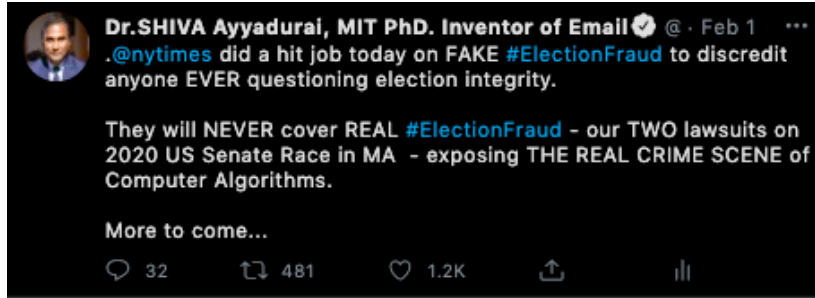 Dr.SHIVA Ayyadurai, MIT PhD. Inventor of Email @ · Feb 1 ···
.@nytimes did a hit job today on FAKE #ElectionFraud to discredit
anyone EVER questioning election integrity.
They will NEVER cover REAL #ElectionFraud - our TWO lawsuits on
2020 US Senate Race in MA - exposing THE REAL CRIME SCENE of
Computer Algorithms.
More to come...
32 481 1.2K